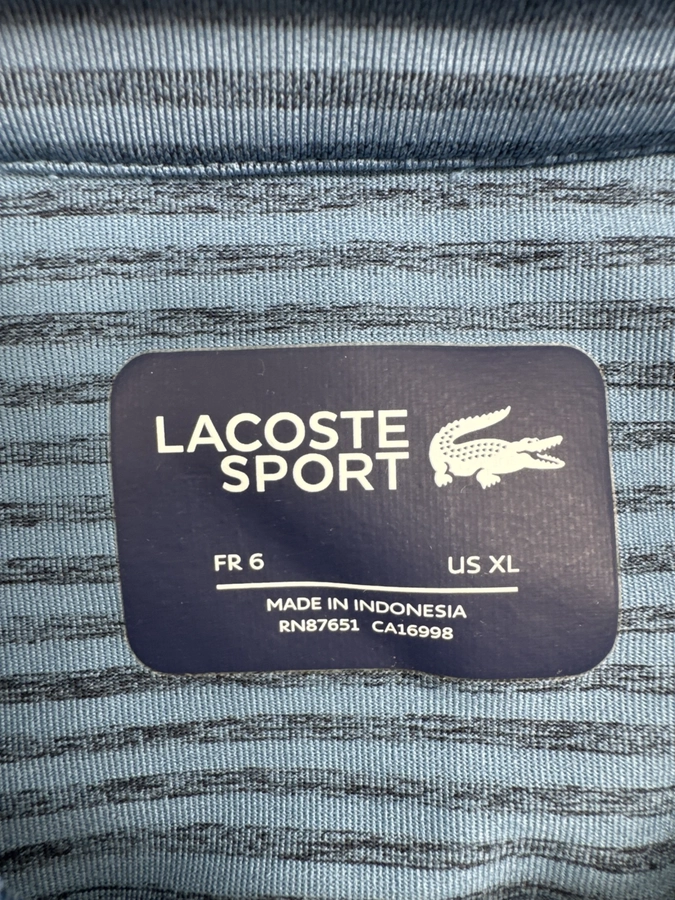 LACOSTE
SPORT
FR 6 US XL
MADE IN INDONESIA
RN87651 CA16998